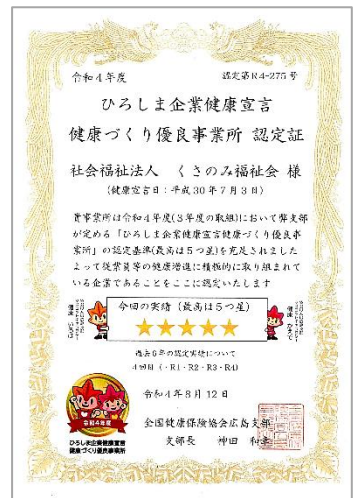 令和4年度
認定第R4-275号
ひろしま企業健康宣言
健康づくり優良事業所 認定証
社会福祉法人 くさのみ福祉会 様
(健康宣言日:平成30年7月3日)
貴事業所は令和4年度(3年度の取組)において弊支部
が定める「ひろしま企業健康宣言健康づくり優良事
業所」の認定基準(最高は5つ星)を充足されました
よって従業員等の健康増進に積極的に取り組まれて
いる企業であることをここに認定いたします
今回の実績(最高は5つ星)
過去6年の認定実績について
4回目(・R1・R2・R3・R4)
令和4年8月12日
全国健康保険協会広島支部
支部長 神田 和幸
令和4年度
ひろしま企業健康宣言
健康づくり優良事業所